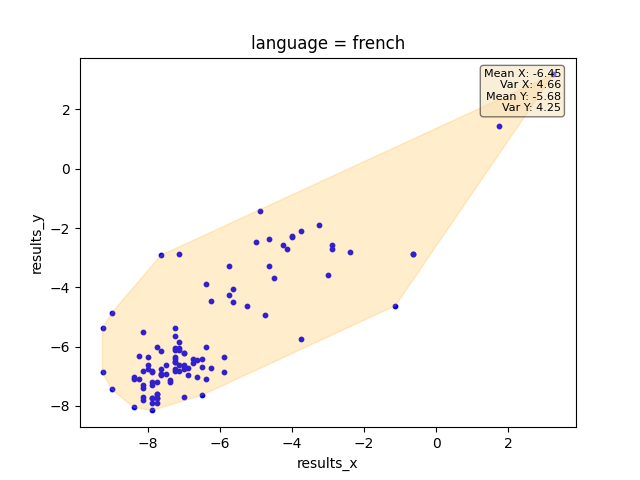 language = french
Mean X: -6.45
Var X: 4.66
Mean Y: -5.68
Var Y: 4.25
results_y
2
0
−2
−4
−6
−8
−8
−6
−4
−2
0
2
results_x